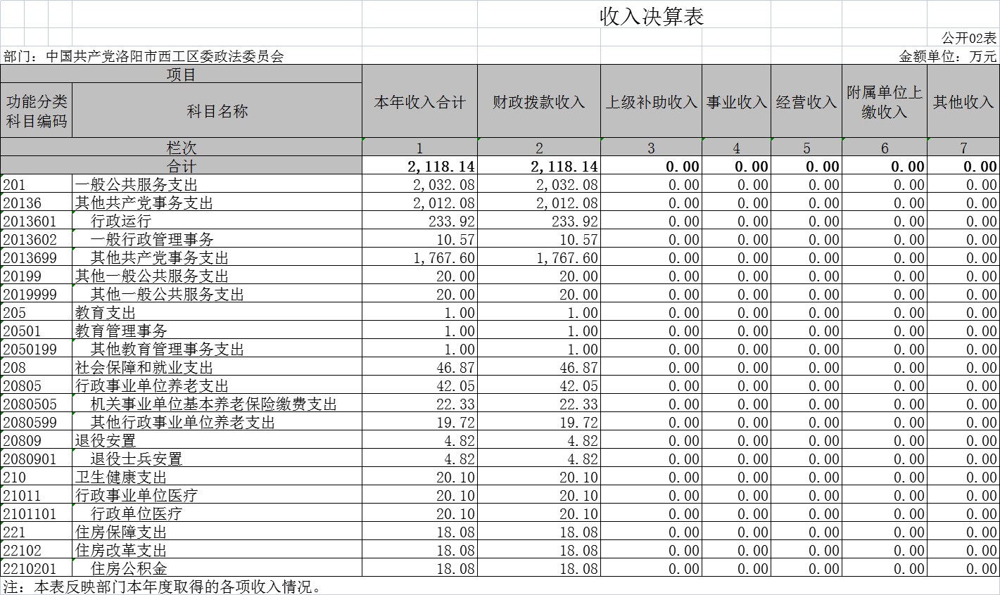 收入决算表
公开02表
部门：中国共产党洛阳市西工区委政法委员会 金额单位：万元
项目 本年收入合计 财政拨款收入 上级补助收入 事业收入 经营收入 附属单位上缴收入 其他收入
功能分类科目编码 科目名称
栏次 1 2 3 4 5 6 7
合计 2,118.14 2,118.14 0.00 0.00 0.00 0.00 0.00
201 一般公共服务支出 2,032.08 2,032.08 0.00 0.00 0.00 0.00 0.00
20136 其他共产党事务支出 2,012.08 2,012.08 0.00 0.00 0.00 0.00 0.00
2013601 行政运行 233.92 233.92 0.00 0.00 0.00 0.00 0.00
2013602 一般行政管理事务 10.57 10.57 0.00 0.00 0.00 0.00 0.00
2013699 其他共产党事务支出 1,767.60 1,767.60 0.00 0.00 0.00 0.00 0.00
20199 其他一般公共服务支出 20.00 20.00 0.00 0.00 0.00 0.00 0.00
2019999 其他一般公共服务支出 20.00 20.00 0.00 0.00 0.00 0.00 0.00
205 教育支出 1.00 1.00 0.00 0.00 0.00 0.00 0.00
20501 教育管理事务 1.00 1.00 0.00 0.00 0.00 0.00 0.00
2050199 其他教育管理事务支出 1.00 1.00 0.00 0.00 0.00 0.00 0.00
208 社会保障和就业支出 46.87 46.87 0.00 0.00 0.00 0.00 0.00
20805 行政事业单位养老支出 42.05 42.05 0.00 0.00 0.00 0.00 0.00
2080505 机关事业单位基本养老保险缴费支出 22.33 22.33 0.00 0.00 0.00 0.00 0.00
2080599 其他行政事业单位养老支出 19.72 19.72 0.00 0.00 0.00 0.00 0.00
20809 退役安置 4.82 4.82 0.00 0.00 0.00 0.00 0.00
2080901 退役士兵安置 4.82 4.82 0.00 0.00 0.00 0.00 0.00
210 卫生健康支出 20.10 20.10 0.00 0.00 0.00 0.00 0.00
21011 行政事业单位医疗 20.10 20.10 0.00 0.00 0.00 0.00 0.00
2101101 行政单位医疗 20.10 20.10 0.00 0.00 0.00 0.00 0.00
221 住房保障支出 18.08 18.08 0.00 0.00 0.00 0.00 0.00
22102 住房改革支出 18.08 18.08 0.00 0.00 0.00 0.00 0.00
2210201 住房公积金 18.08 18.08 0.00 0.00 0.00 0.00 0.00
注：本表反映部门本年度取得的各项收入情况。